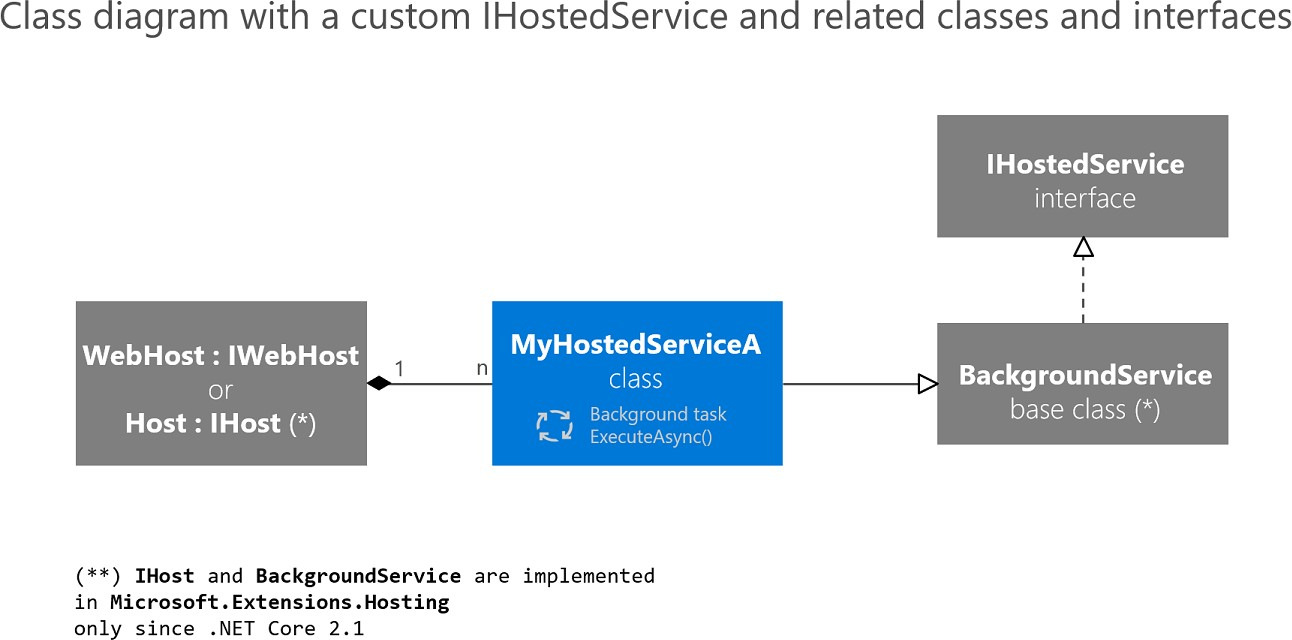 Class diagram with a custom IHostedService and related classes and interfaces
IHostedService
interface
WebHost : IWebHost
or
Host : IHost (*)
1
n
MyHostedServiceA
class
Background task
ExecuteAsync()
BackgroundService
base class (*)
(**) IHost and BackgroundService are implemented
in Microsoft.Extensions.Hosting
only since .NET Core 2.1